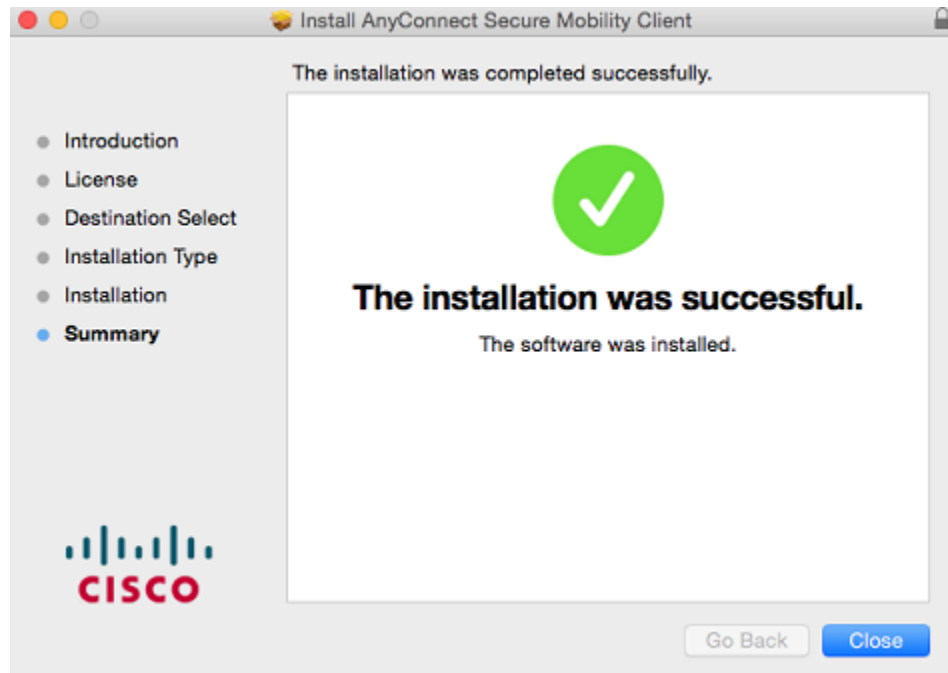 Install AnyConnect Secure Mobility Client
The installation was completed successfully.
Introduction
License
Destination Select
Installation Type
Installation
Summary
The installation was successful.
The software was installed.
CISCO
Go Back
Close